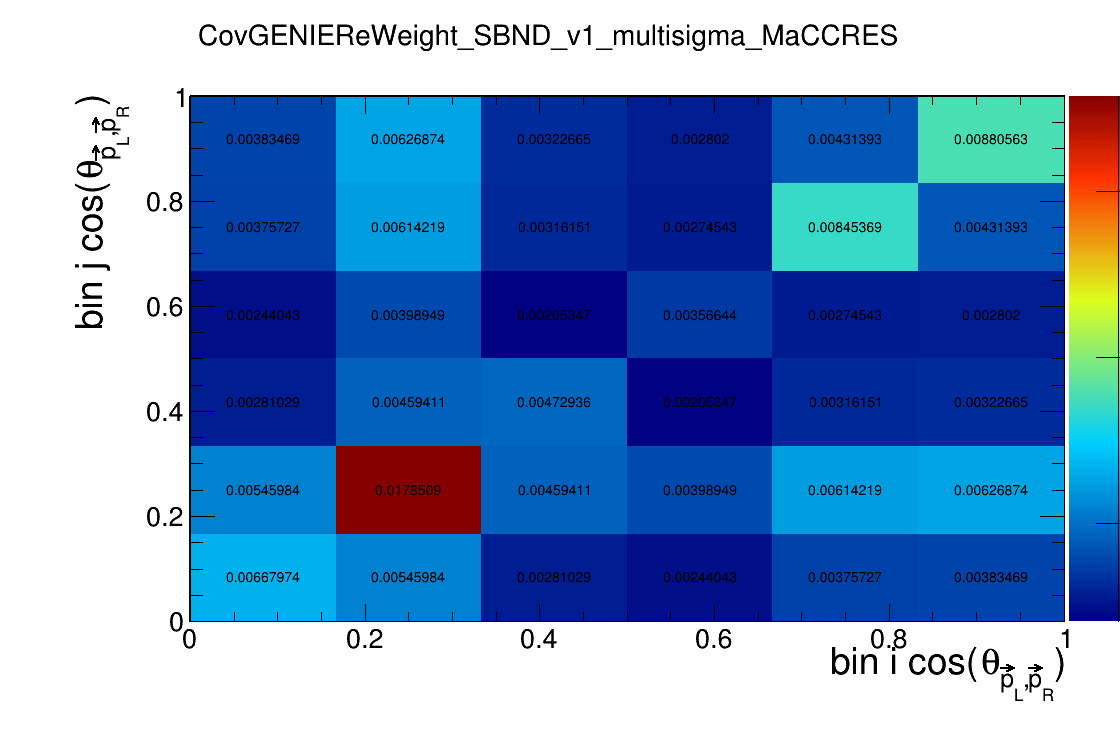 CovGENIEReWeight_SBND_v1_multisigma_MaCCRES
bin j cos(θ p⃗L,p⃗R)
1
0.00383469 0.00626874 0.00322665 0.002802 0.00431393 0.00880563
0.8
0.00375727 0.00614219 0.00316151 0.00274543 0.00845369 0.00431393
0.6
0.00244043 0.00398949 0.00205347 0.00356644 0.00274543 0.002802
0.4
0.00281029 0.00459411 0.00472936 0.00205347 0.00316151 0.00322665
0.2
0.00545984 0.0178509 0.00459411 0.00398949 0.00614219 0.00626874
0.00667974 0.00545984 0.00281029 0.00244043 0.00375727 0.00383469
0
0 0.2 0.4 0.6 0.8 1
bin i cos(θ p⃗L,p⃗R)